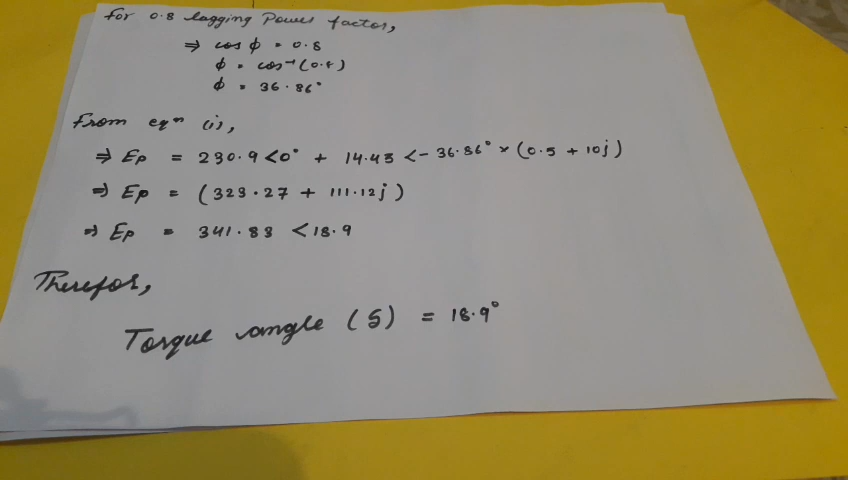 For 0.8 lagging Power factor,
⇒ cos ϕ = 0.8
ϕ = cos⁻¹(0.8)
ϕ = 36.86°
From eqⁿ (i),
⇒ Ep = 230.9 <0° + 14.43 <-36.86° × (0.5 + 10j)
⇒ Ep = (323.27 + 111.12j)
⇒ Ep = 341.83 <18.9
Therefor,
Torque angle (δ) = 18.9°